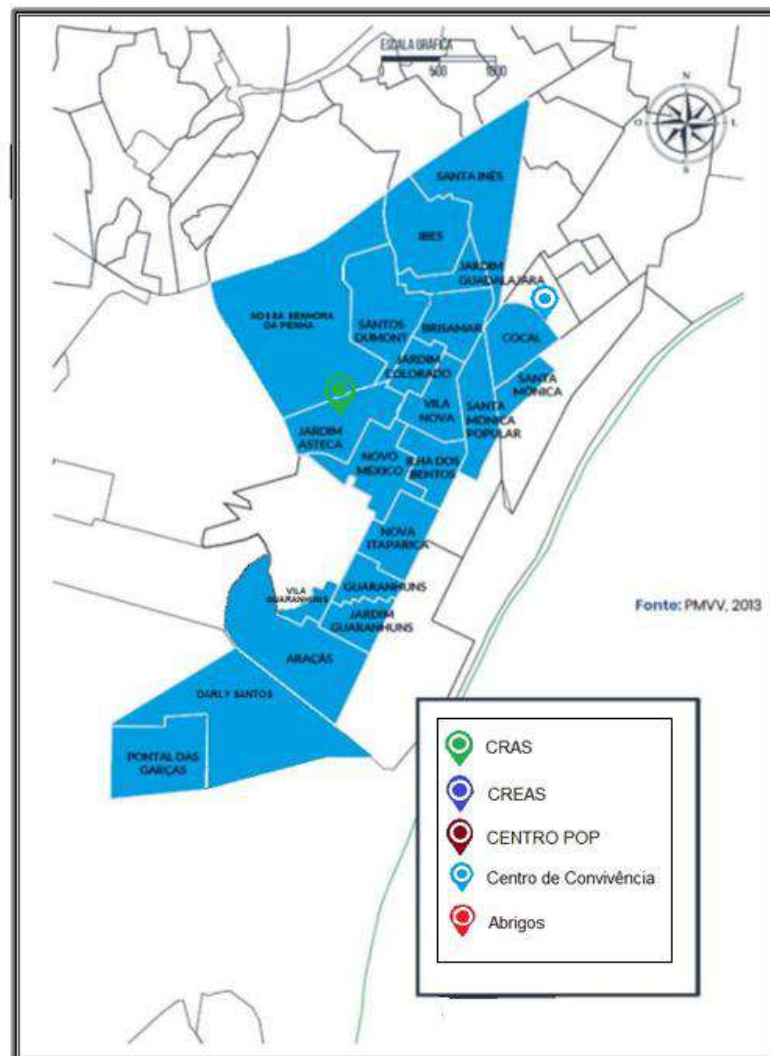 ESCALA GRÁFICA
0 500 1000
N
O L
S
SANTA INÊS
IBES
JARDIM
GUADALAJARA
NOSSA SENHORA
DA PENHA
SANTOS
DUMONT
BRISAMAR
COCAL
JARDIM
COLORADO
SANTA
MÔNICA
VILA
NOVA
SANTA
MÔNICA
POPULAR
JARDIM
ASTECA
NOVO
MÉXICO
ILHA DOS
BENTOS
NOVA
ITAPARICA
VILA
GUARANHUNS
GUARANHUNS
JARDIM
GUARANHUNS
Fonte: PMVV, 2013
ARAÇÁS
DARLY SANTOS
PONTAL DAS
GARÇAS
CRAS
CREAS
CENTRO POP
Centro de Convivência
Abrigos